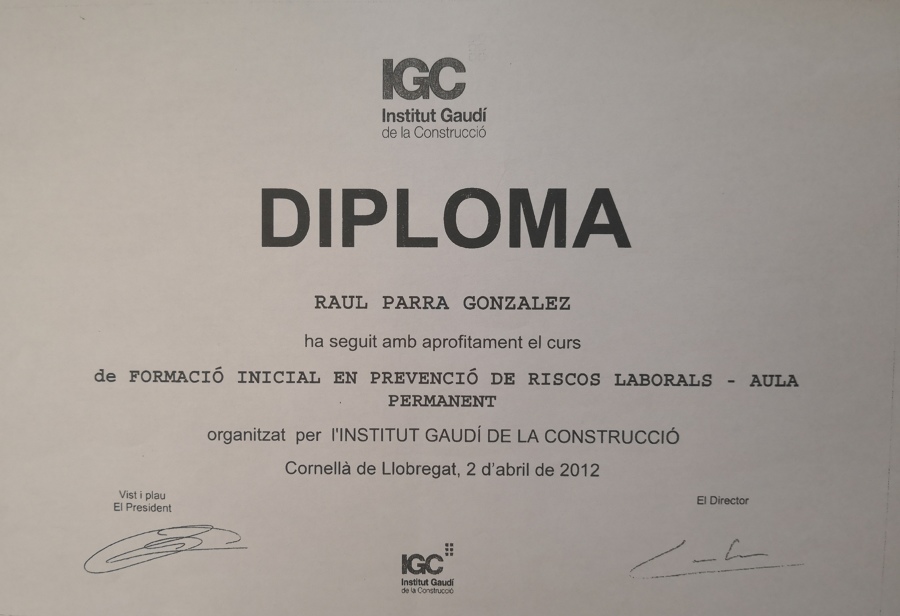 IGC
Institut Gaudí
de la Construcció
DIPLOMA
RAUL PARRA GONZALEZ
ha seguit amb aprofitament el curs
de FORMACIÓ INICIAL EN PREVENCIÓ DE RISCOS LABORALS - AULA
PERMANENT
organitzat per l'INSTITUT GAUDÍ DE LA CONSTRUCCIÓ
Cornellà de Llobregat, 2 d'abril de 2012
Vist i plau
El President
El Director
IGC
Institut Gaudí
de la Construcció